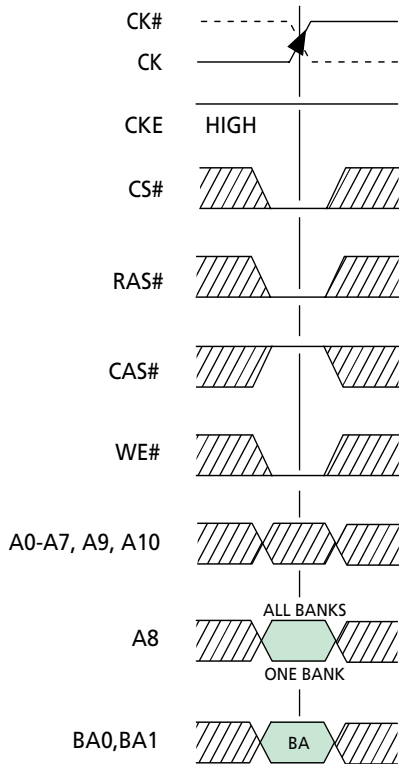 CK#
CK
CKE HIGH
CS#
RAS#
CAS#
WE#
A0-A7, A9, A10
ALL BANKS
A8
ONE BANK
BA0,BA1 BA